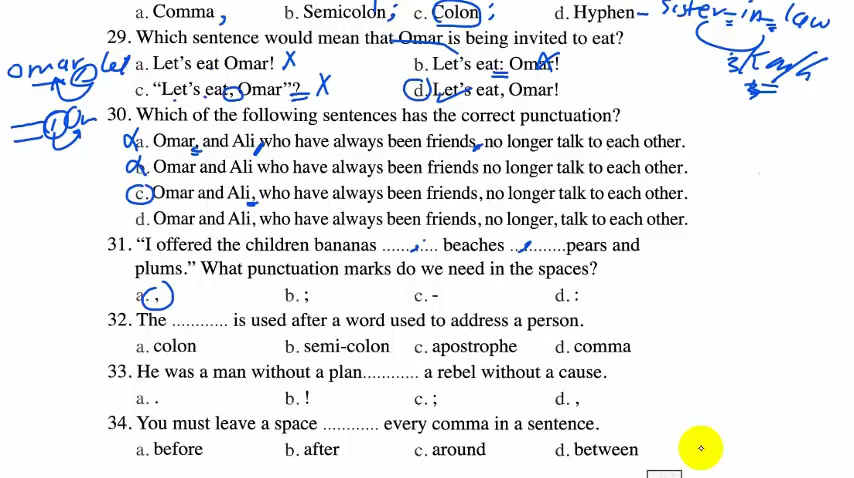 a. Comma , b. Semicolon ; c. Colon : d. Hyphen - sister-in-law
29. Which sentence would mean that Omar is being invited to eat?
a. Let's eat Omar! X b. Let's eat: Omar!
c. "Let's eat, Omar"? X d. Let's eat, Omar!
30. Which of the following sentences has the correct punctuation?
a. Omar, and Ali who have always been friends, no longer talk to each other.
b. Omar and Ali who have always been friends no longer talk to each other.
c. Omar and Ali, who have always been friends, no longer talk to each other.
d. Omar and Ali, who have always been friends, no longer, talk to each other.
31. "I offered the children bananas ........... beaches ...........pears and
plums." What punctuation marks do we need in the spaces?
a. , b. ; c. - d. :
32. The ............ is used after a word used to address a person.
a. colon b. semi-colon c. apostrophe d. comma
33. He was a man without a plan............ a rebel without a cause.
a. . b. ! c. ; d. ,
34. You must leave a space ............ every comma in a sentence.
a. before b. after c. around d. between